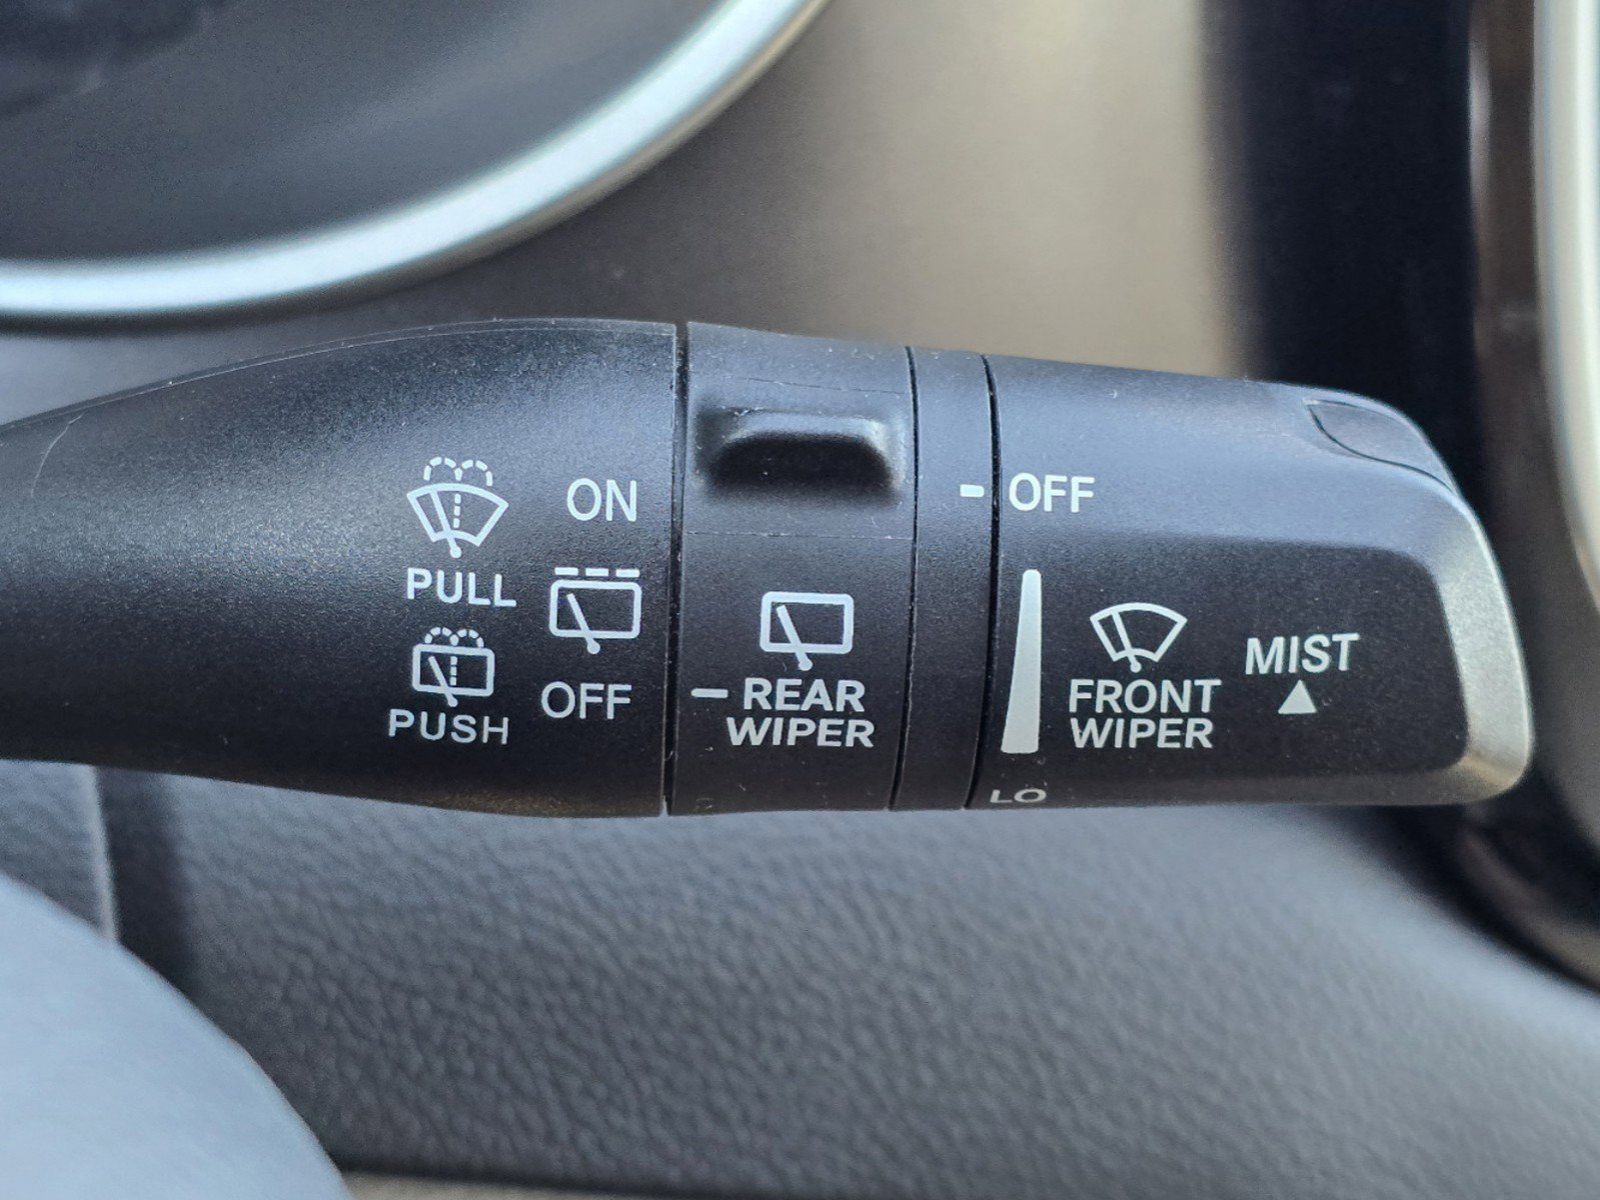 PULL
PUSH
ON
OFF
REAR
WIPER
OFF
FRONT
WIPER
MIST
LO